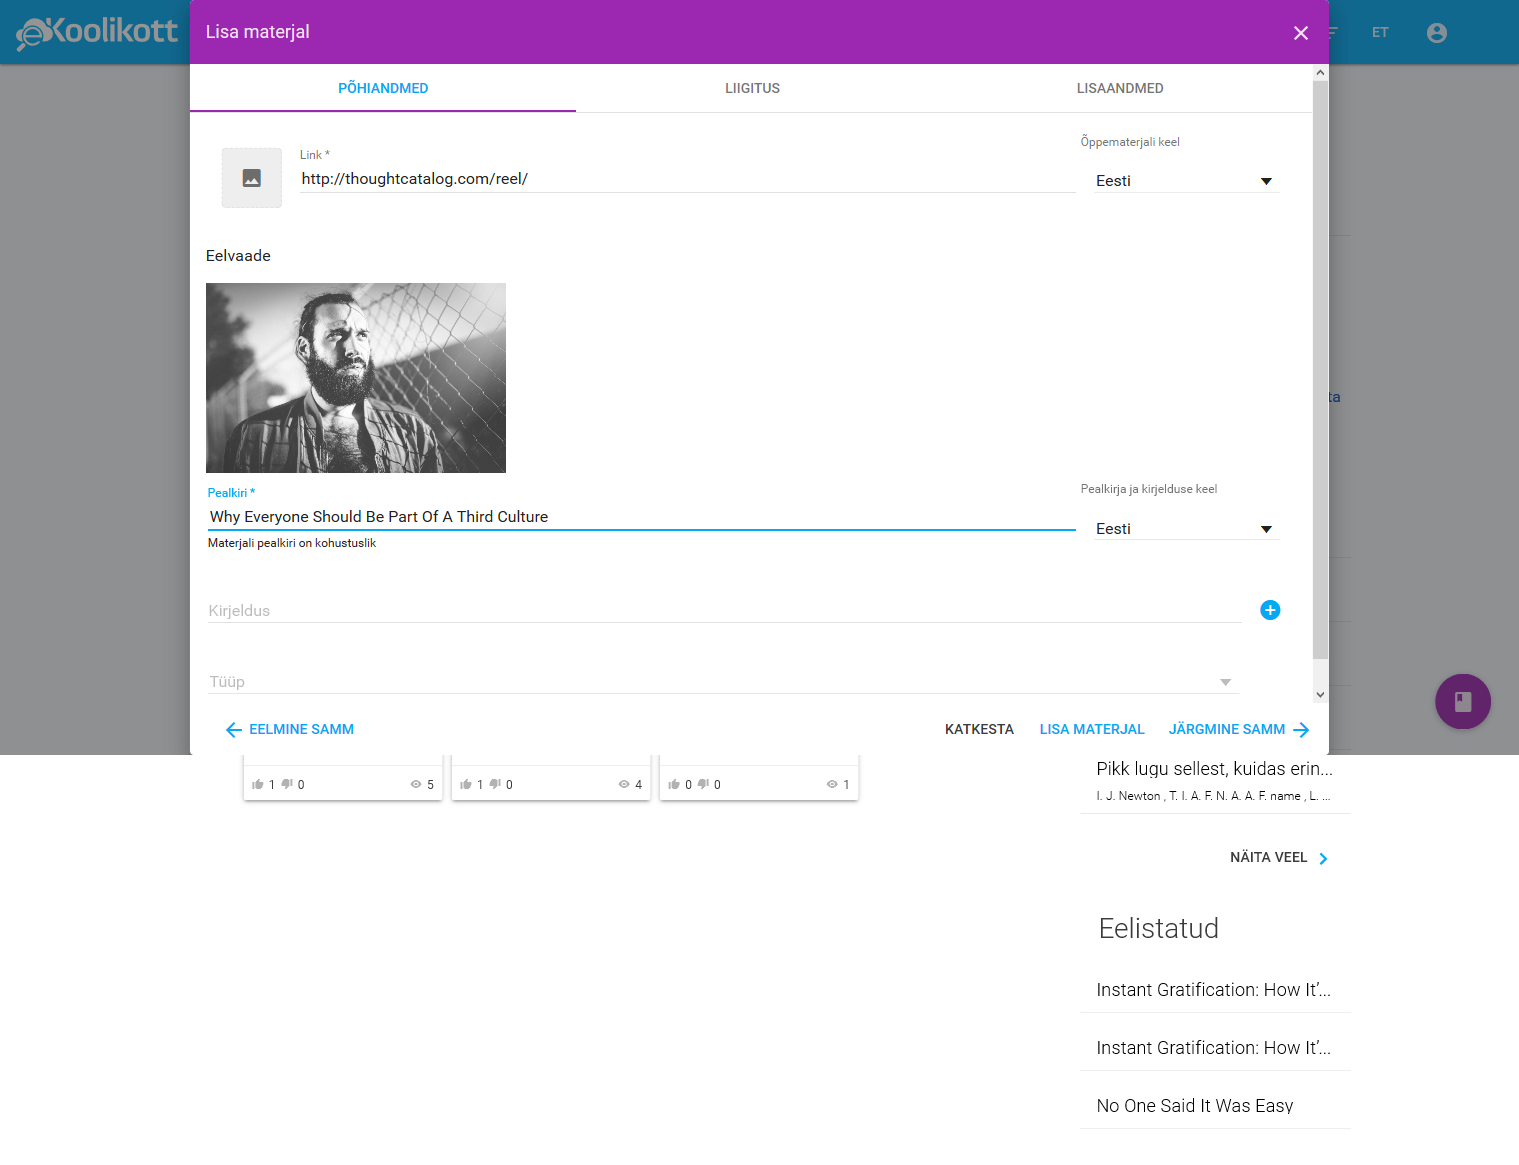 eKoolikott
Lisa materjal
ET
PÕHIANDMED
LIIGITUS
LISAANDMED
Link *
http://thoughtcatalog.com/reel/
Õppematerjali keel
Eesti
Eelvaade
ta
Pealkiri *
Why Everyone Should Be Part Of A Third Culture
Materjali pealkiri on kohustuslik
Pealkirja ja kirjelduse keel
Eesti
Kirjeldus
Tüüp
EELMINE SAMM
KATKESTA
LISA MATERJAL
JÄRGMINE SAMM
1 0 5
1 0 4
0 0 1
Pikk lugu sellest, kuidas erin...
I. J. Newton , T. I. A. F. N. A. A. F. name , L. ...
NÄITA VEEL
Eelistatud
Instant Gratification: How It’...
Instant Gratification: How It’...
No One Said It Was Easy